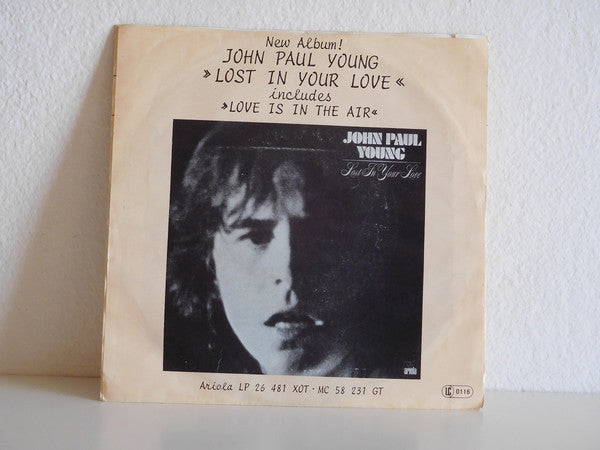 New Album!
JOHN PAUL YOUNG
»LOST IN YOUR LOVE«
includes
»LOVE IS IN THE AIR«
JOHN PAUL
YOUNG
Lost In Your Love
ariola
Ariola LP 26 481 XOT · MC 58 231 GT
LC 0116